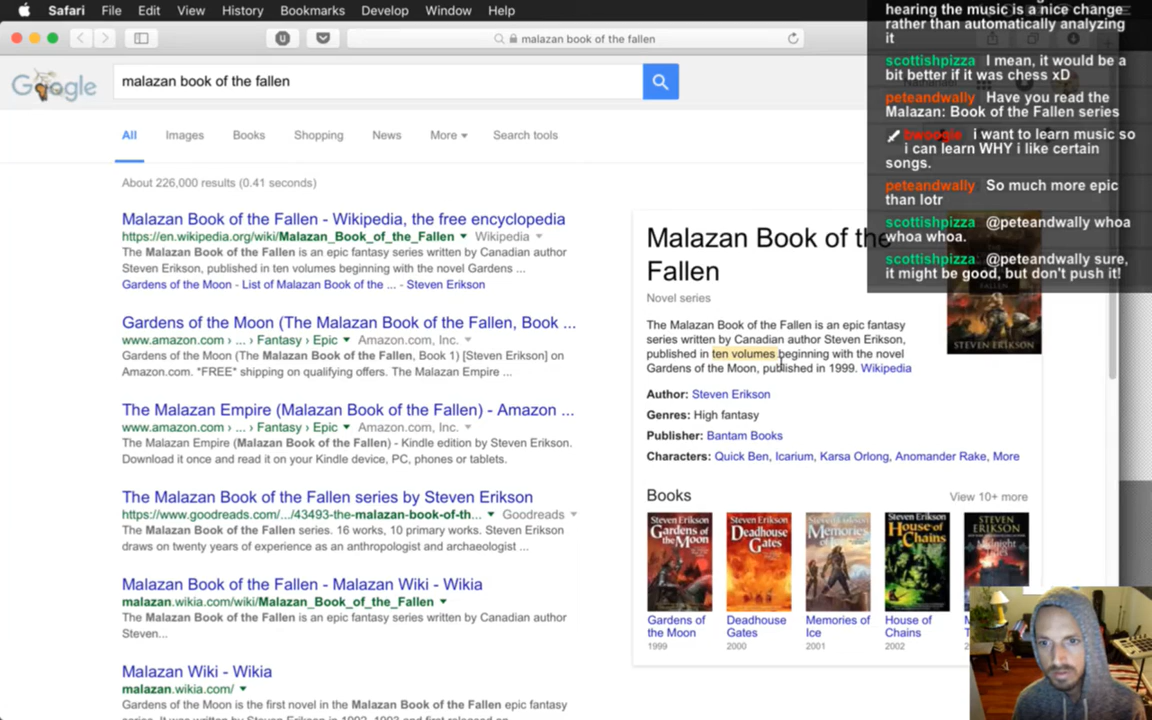 Safari File Edit View History Bookmarks Develop Window Help
malazan book of the fallen
Google
malazan book of the fallen
All Images Books Shopping News More Search tools
About 226,000 results (0.41 seconds)
Malazan Book of the Fallen - Wikipedia, the free encyclopedia
https://en.wikipedia.org/wiki/Malazan_Book_of_the_Fallen Wikipedia
The Malazan Book of the Fallen is an epic fantasy series written by Canadian author
Steven Erikson, published in ten volumes beginning with the novel Gardens ...
Gardens of the Moon - List of Malazan Book of the ... - Steven Erikson
Gardens of the Moon (The Malazan Book of the Fallen, Book ...
www.amazon.com › ... › Fantasy › Epic Amazon.com, Inc.
Gardens of the Moon (The Malazan Book of the Fallen, Book 1) [Steven Erikson] on
Amazon.com. *FREE* shipping on qualifying offers. The Malazan Empire ...
The Malazan Empire (Malazan Book of the Fallen) - Amazon ...
www.amazon.com › ... › Fantasy › Epic Amazon.com, Inc.
The Malazan Empire (Malazan Book of the Fallen) - Kindle edition by Steven Erikson.
Download it once and read it on your Kindle device, PC, phones or tablets.
The Malazan Book of the Fallen series by Steven Erikson
https://www.goodreads.com/.../43493-the-malazan-book-of-th... Goodreads
The Malazan Book of the Fallen series. 16 works, 10 primary works. Steven Erikson
draws on twenty years of experience as an anthropologist and archaeologist ...
Malazan Book of the Fallen - Malazan Wiki - Wikia
malazan.wikia.com/wiki/Malazan_Book_of_the_Fallen
The Malazan Book of the Fallen is an epic fantasy series written by Canadian author
Steven...
Malazan Wiki - Wikia
malazan.wikia.com/
Gardens of the Moon is the first novel in the Malazan Book of the Fallen series.
Malazan Book of the
Fallen
Novel series
The Malazan Book of the Fallen is an epic fantasy
series written by Canadian author Steven Erikson,
published in ten volumes beginning with the novel
Gardens of the Moon, published in 1999. Wikipedia
Author: Steven Erikson
Genres: High fantasy
Publisher: Bantam Books
Characters: Quick Ben, Icarium, Karsa Orlong, Anomander Rake, More
FALLEN
STEVEN ERIKSON
Books View 10+ more
Steven Erikson Gardens of the Moon
Steven Erikson Deadhouse Gates
Steven Erikson Memories of Ice
Steven Erikson House of Chains
STEVEN ERIKSON Midnight
Gardens of
the Moon
1999
Deadhouse
Gates
2000
Memories of
Ice
2001
House of
Chains
2002
hearing the music is a nice change
rather than automatically analyzing
it
scottishpizza I mean, it would be a
bit better if it was chess xD
peteandwally Have you read the
Malazan: Book of the Fallen series
bwoogie i want to learn music so
i can learn WHY i like certain
songs.
peteandwally So much more epic
than lotr
scottishpizza @peteandwally whoa
whoa whoa.
scottishpizza @peteandwally sure,
it might be good, but don't push it!